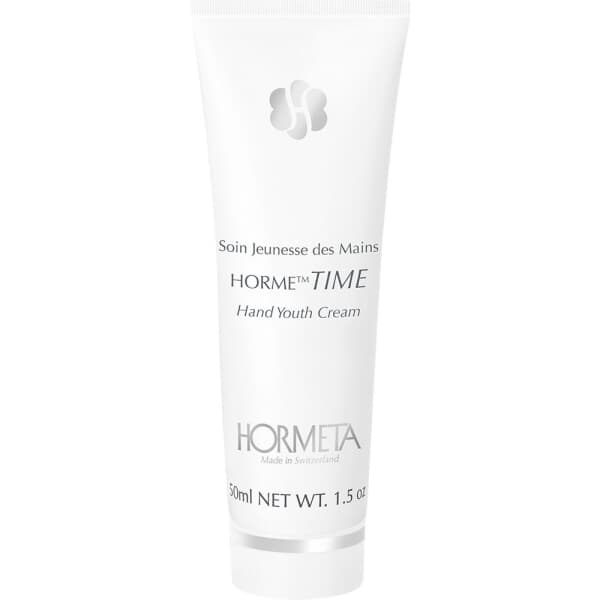 Soin Jeunesse des Mains
HORME™TIME
Hand Youth Cream
HORMETA
Made in Switzerland
50ml NET WT. 1.5 oz